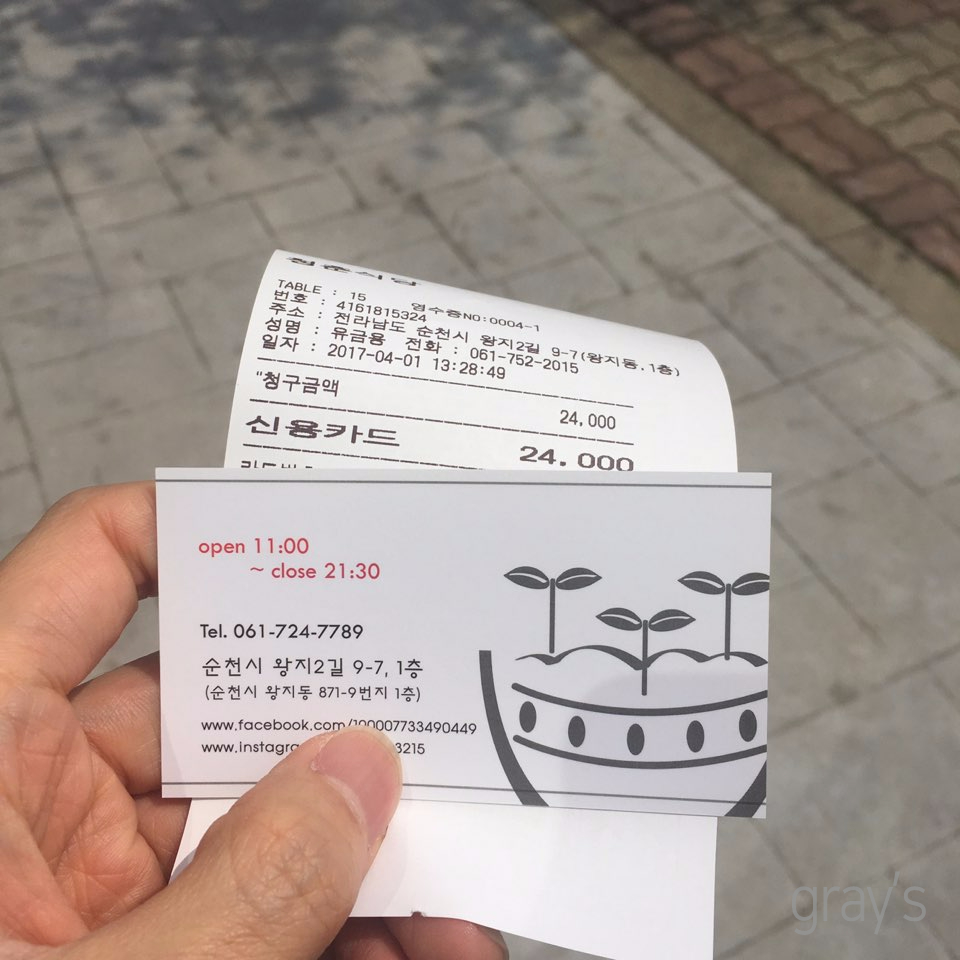 청춘식당
TABLE : 15 영수증NO:0004-1
번호 : 4161815324
주소 : 전라남도 순천시 왕지2길 9-7(왕지동.1층)
성명 : 유금용 전화 : 061-752-2015
일자 : 2017-04-01 13:28:49
"청구금액 24,000
신용카드 24.000
open 11:00
~ close 21:30
Tel. 061-724-7789
순천시 왕지2길 9-7, 1층
(순천시 왕지동 871-9번지 1층)
www.facebook.com/100007733490449
gray's